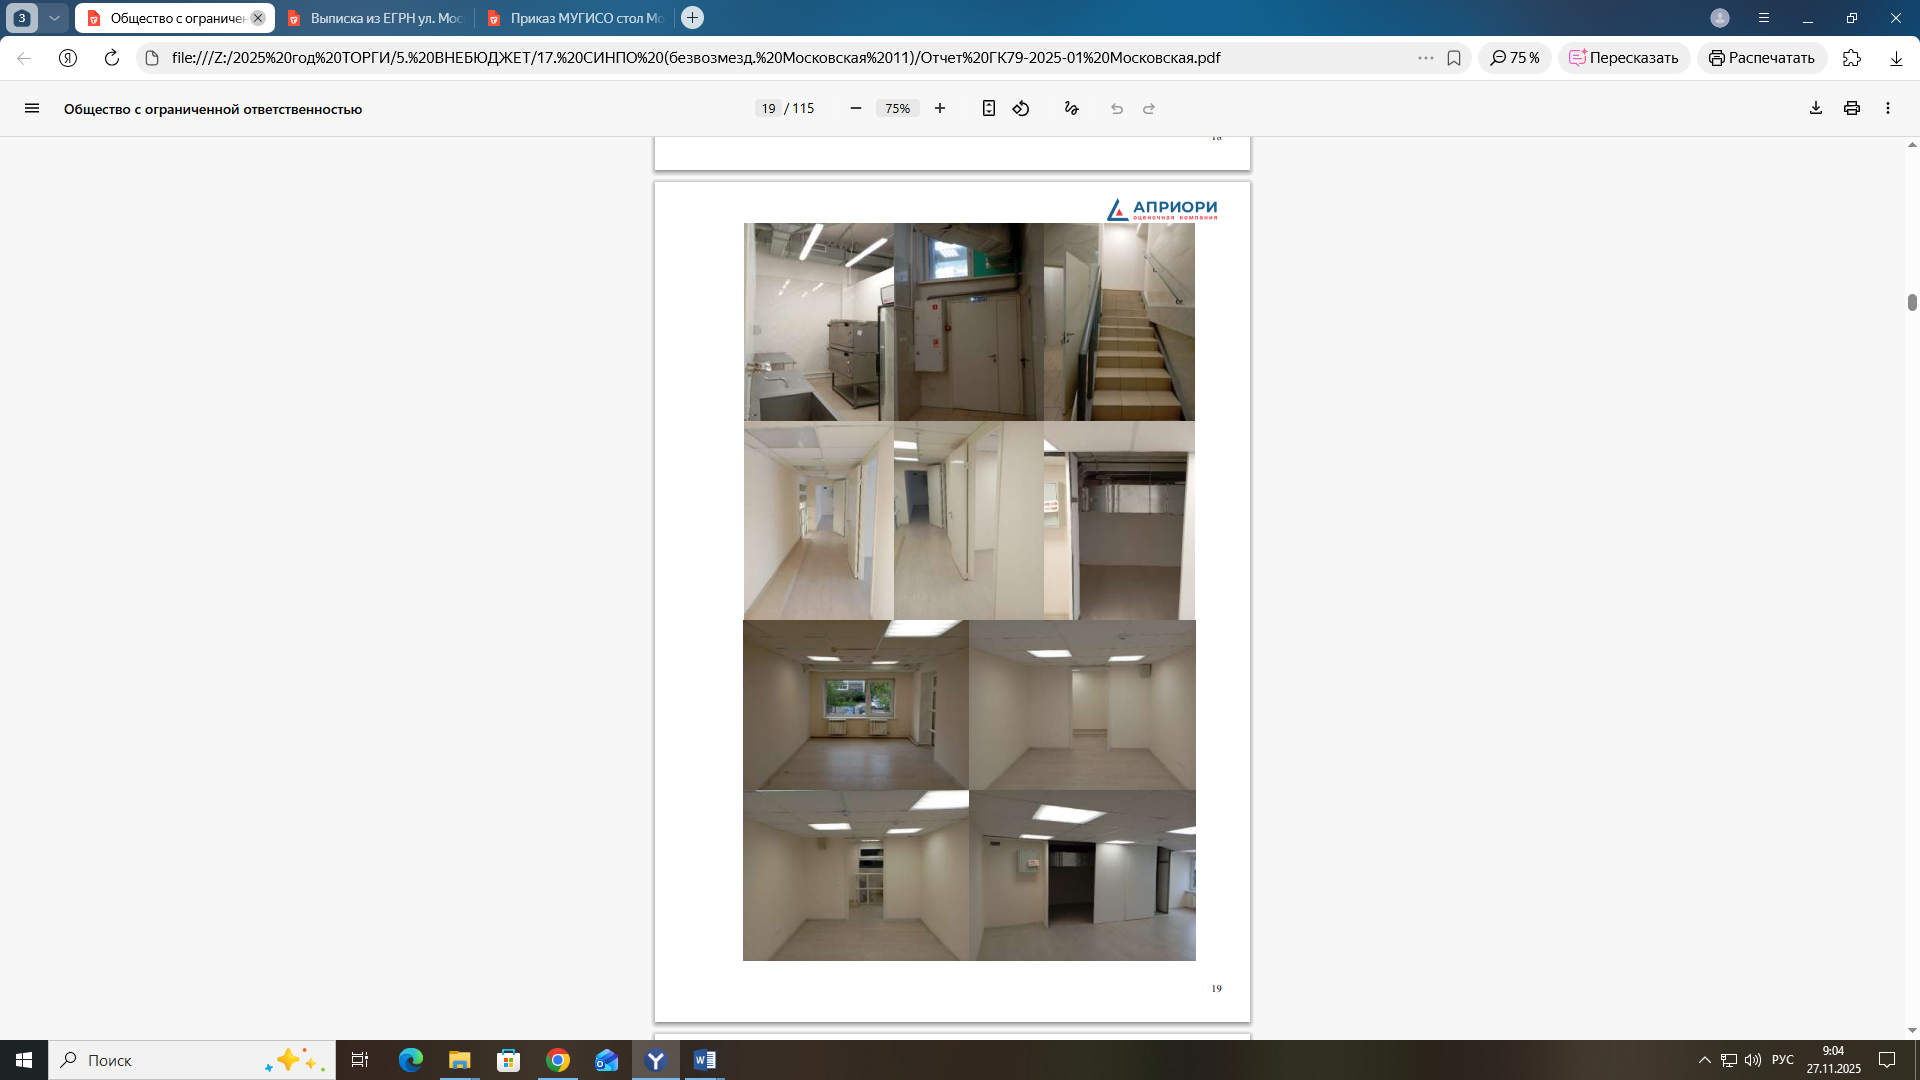 3
Общество с ограничен
Выписка из ЕГРН ул. Мос
Приказ МУГИСО стол Мо
file:///Z:/2025%20год%20ТОРГИ/5.%20ВНЕБЮДЖЕТ/17.%20СИНПО%20(безвозмезд.%20Московская%2011)/Отчет%20ГК79-2025-01%20Московская.pdf
75 %
Пересказать
Распечатать
Общество с ограниченной ответственностью
19 / 115
75%
18
АПРИОРИ
оценочная компания
19
Поиск
РУС
9:04
27.11.2025